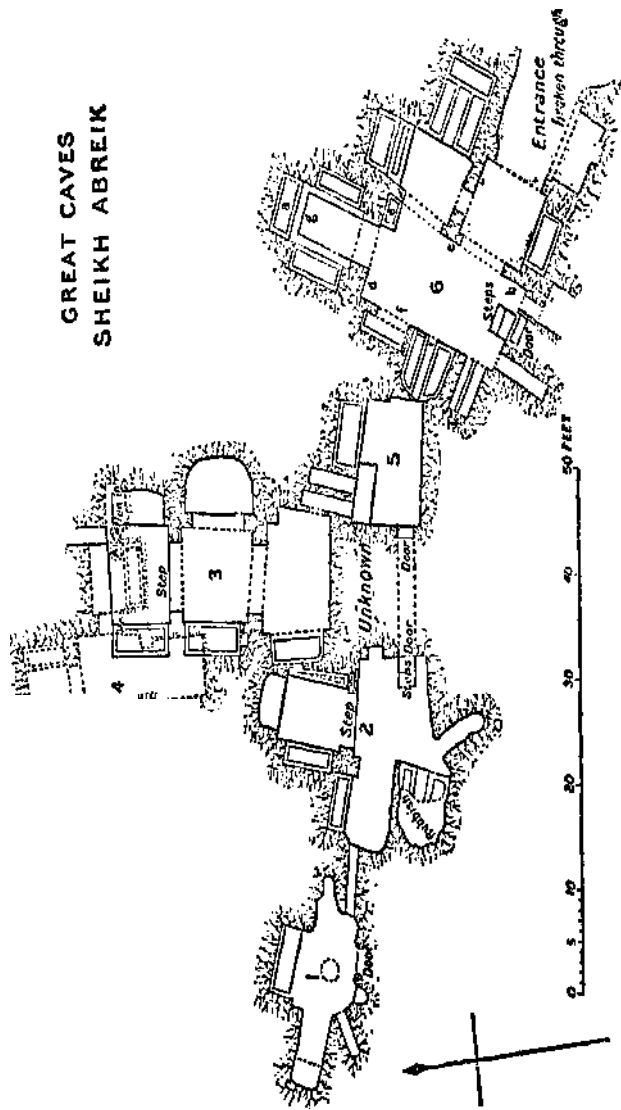 GREAT CAVES
SHEIKH ABREIK
Entrance
broken through
a
g
e
d
f
c
6
b
Steps
Door
5
Unknown
Door
Door
Steps
Step
3
4
Step
2
Rubbish
1
Door
0 5 10 20 30 40 50 FEET